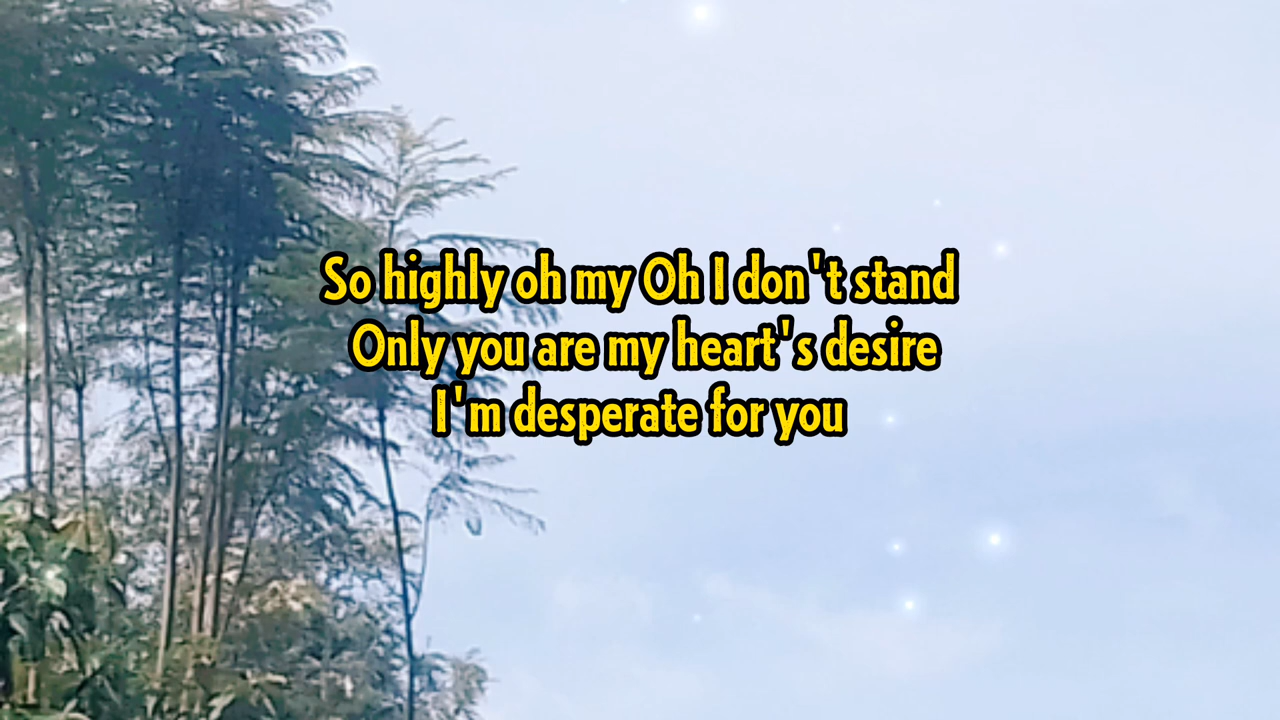 So highly oh my Oh I don't stand
Only you are my heart's desire
I'm desperate for you